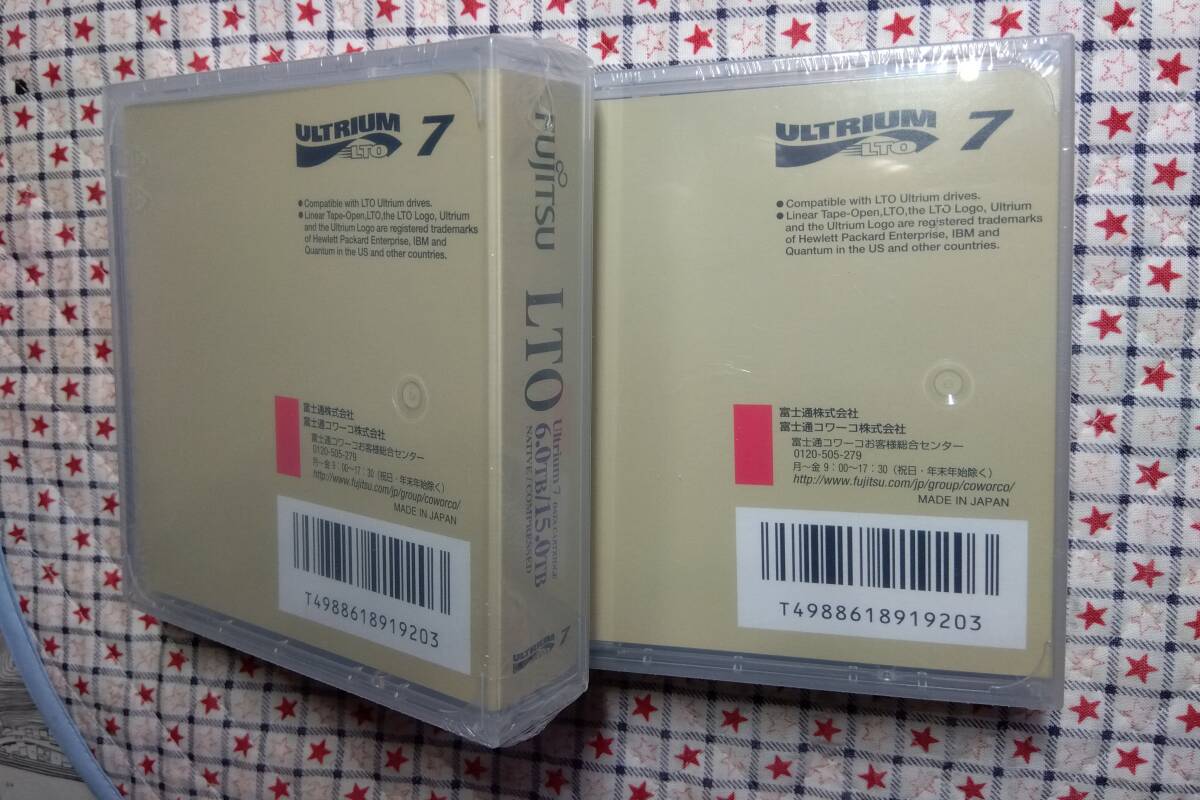 ULTRIUM
LTO
7
●Compatible with LTO Ultrium drives.
●Linear Tape-Open,LTO,the LTO Logo, Ultrium
and the Ultrium Logo are registered trademarks
of Hewlett Packard Enterprise, IBM and
Quantum in the US and other countries.
富士通株式会社
富士通コワーコ株式会社
富士通コワーコお客様総合センター
0120-505-279
月～金 9：00～17：30（祝日・年末年始除く）
http://www.fujitsu.com/jp/group/coworco/
MADE IN JAPAN
T4988618919203
FUJITSU
LTO
Ultrium 7 DATA CARTRIDGE
6.0TB/15.0TB
NATIVE/COMPRESSED
ULTRIUM
LTO
7
ULTRIUM
LTO
7
●Compatible with LTO Ultrium drives.
●Linear Tape-Open,LTO,the LTO Logo, Ultrium
and the Ultrium Logo are registered trademarks
of Hewlett Packard Enterprise, IBM and
Quantum in the US and other countries.
富士通株式会社
富士通コワーコ株式会社
富士通コワーコお客様総合センター
0120-505-279
月～金 9：00～17：30（祝日・年末年始除く）
http://www.fujitsu.com/jp/group/coworco/
MADE IN JAPAN
T4988618919203